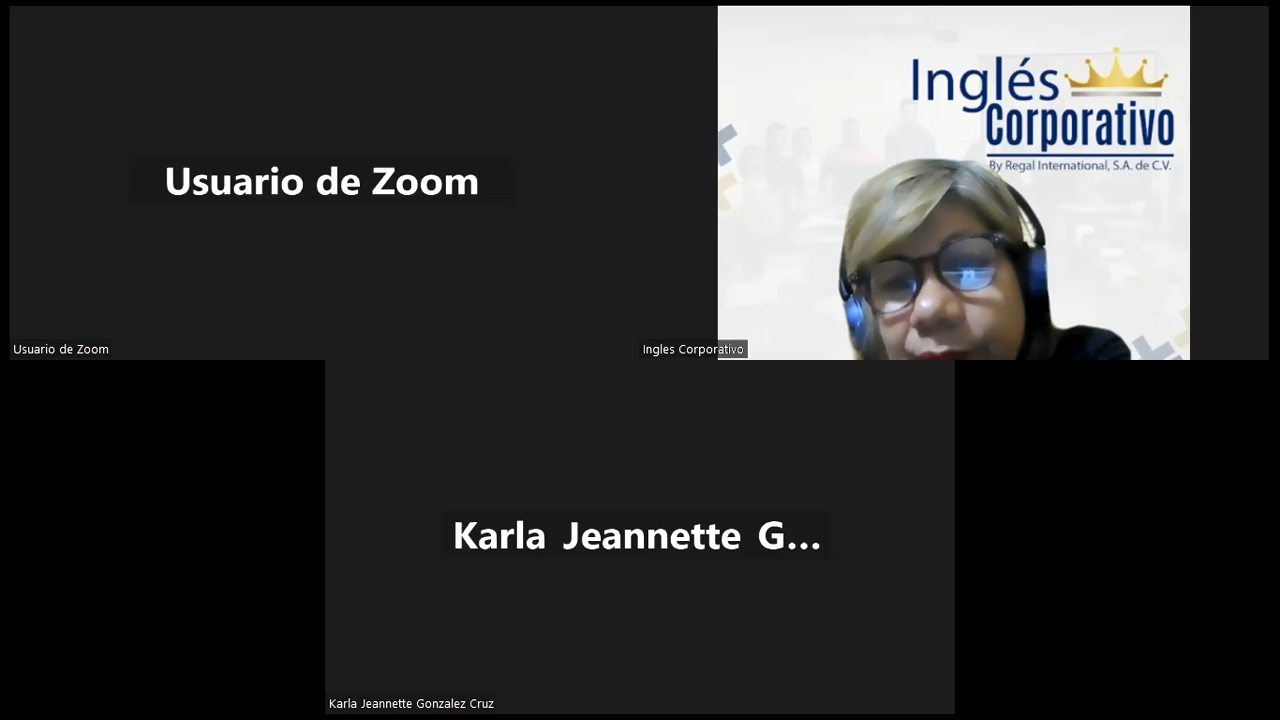 Usuario de Zoom
Usuario de Zoom
Inglés
Corporativo
By Regal International, S.A. de C.V.
Ingles Corporativo
Karla Jeannette G...
Karla Jeannette Gonzalez Cruz